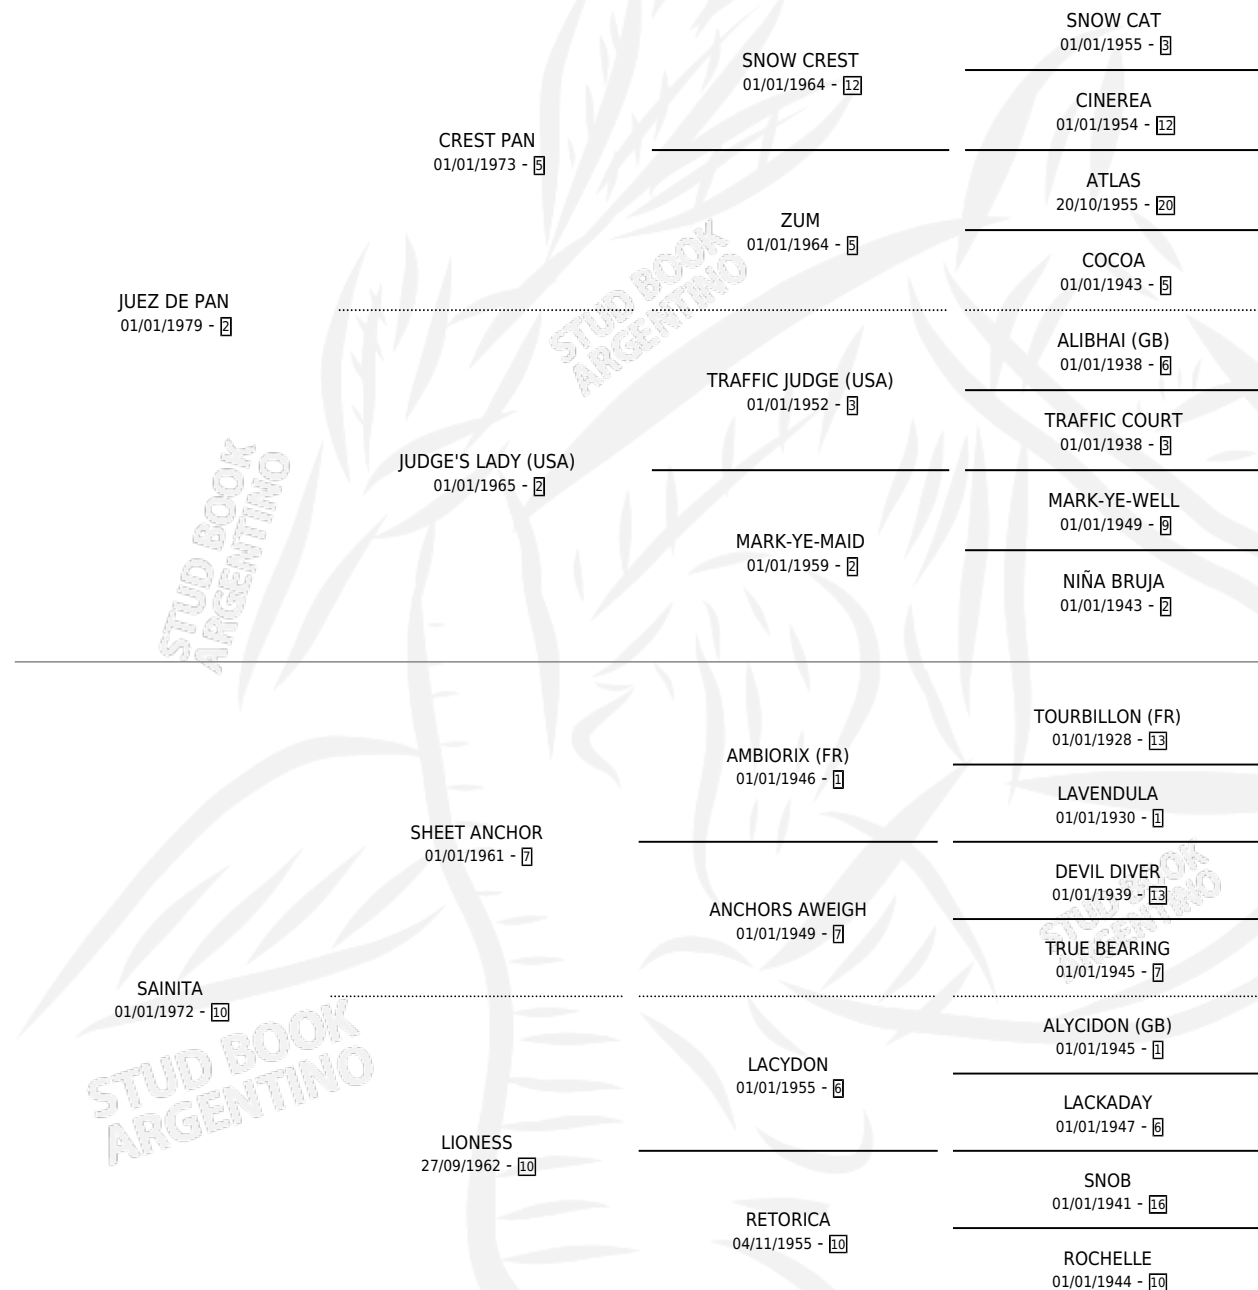 SNOW CAT
01/01/1955 - 3
SNOW CREST
01/01/1964 - 12
CINEREA
01/01/1954 - 12
CREST PAN
01/01/1973 - 5
ATLAS
20/10/1955 - 20
ZUM
01/01/1964 - 5
COCOA
01/01/1943 - 5
JUEZ DE PAN
01/01/1979 - 2
ALIBHAI (GB)
01/01/1938 - 6
TRAFFIC JUDGE (USA)
01/01/1952 - 3
TRAFFIC COURT
01/01/1938 - 3
JUDGE'S LADY (USA)
01/01/1965 - 2
MARK-YE-WELL
01/01/1949 - 9
MARK-YE-MAID
01/01/1959 - 2
NIÑA BRUJA
01/01/1943 - 2
TOURBILLON (FR)
01/01/1928 - 13
AMBIORIX (FR)
01/01/1946 - 1
LAVENDULA
01/01/1930 - 1
SHEET ANCHOR
01/01/1961 - 7
DEVIL DIVER
01/01/1939 - 13
ANCHORS AWEIGH
01/01/1949 - 7
TRUE BEARING
01/01/1945 - 7
SAINITA
01/01/1972 - 10
ALYCIDON (GB)
01/01/1945 - 1
LACYDON
01/01/1955 - 6
LACKADAY
01/01/1947 - 6
LIONESS
27/09/1962 - 10
SNOB
01/01/1941 - 16
RETORICA
04/11/1955 - 10
ROCHELLE
01/01/1944 - 10
STUD BOOK
ARGENTINO
STUD BOOK
ARGENTINO
STUD BOOK
ARGENTINO
STUD BOOK
ARGENTINO